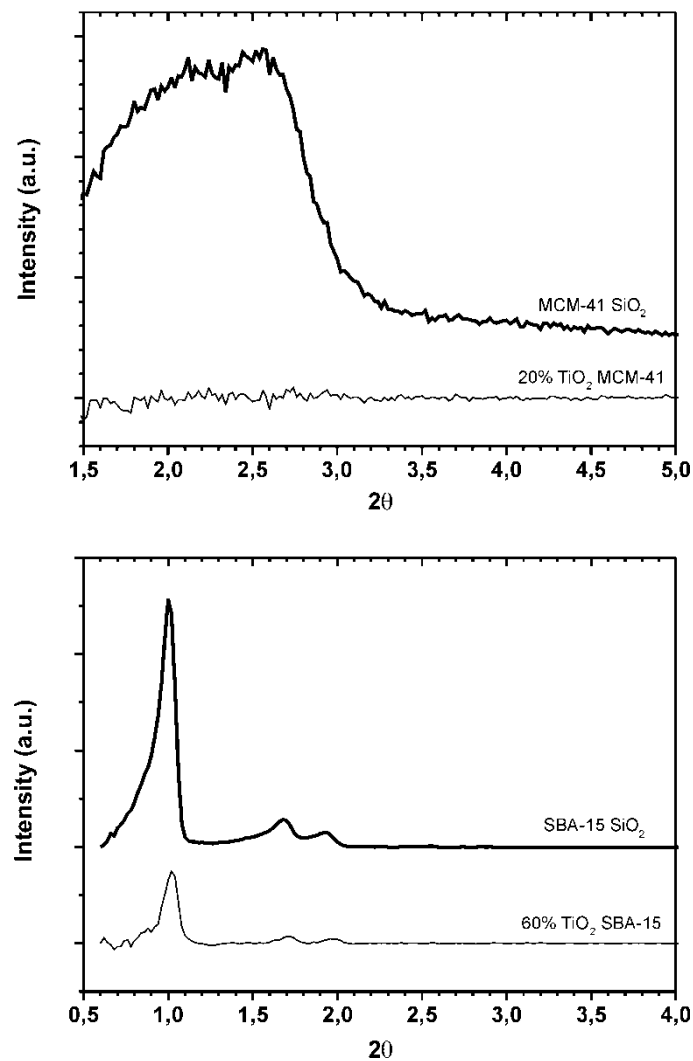 Intensity (a.u.)
MCM-41 SiO₂
20% TiO₂ MCM-41
1,5 2,0 2,5 3,0 3,5 4,0 4,5 5,0
2θ
Intensity (a.u.)
SBA-15 SiO₂
60% TiO₂ SBA-15
0,5 1,0 1,5 2,0 2,5 3,0 3,5 4,0
2θ